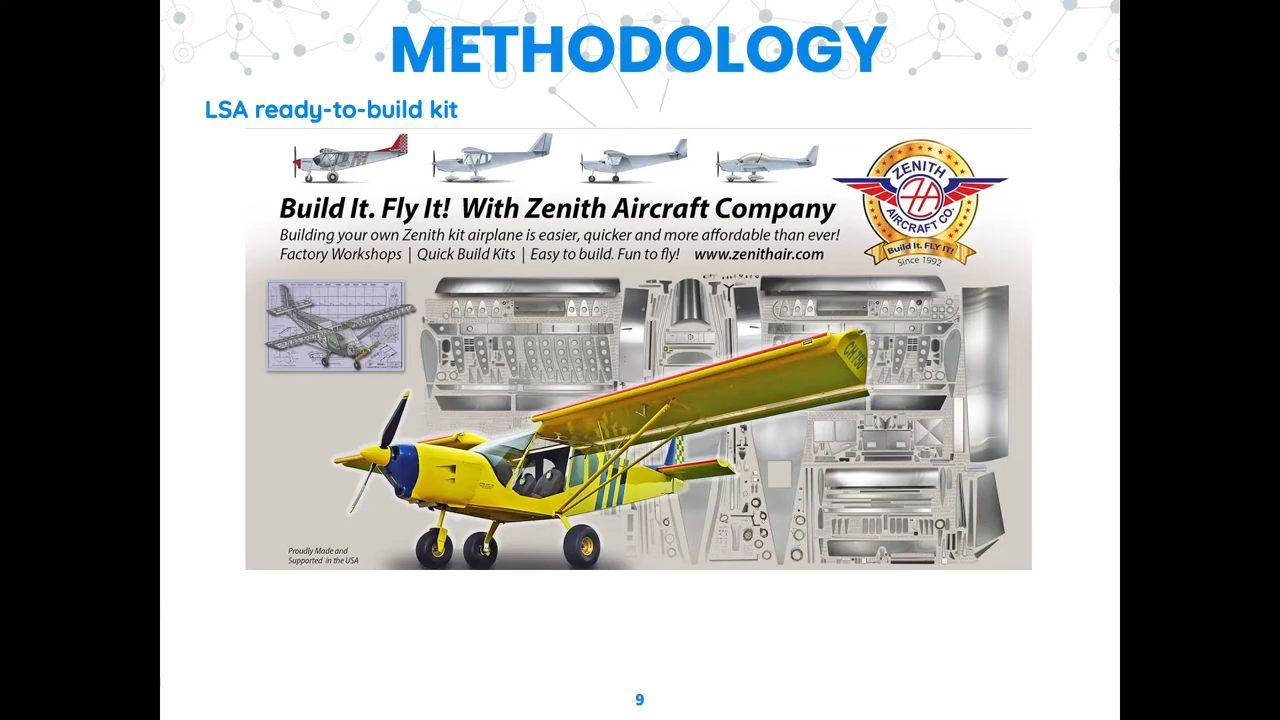 METHODOLOGY
LSA ready-to-build kit
Build It. Fly It! With Zenith Aircraft Company
Building your own Zenith kit airplane is easier, quicker and more affordable than ever!
Factory Workshops | Quick Build Kits | Easy to build. Fun to fly! www.zenithair.com
ZENITH
AIRCRAFT CO.
Build It. FLY IT!
Since 1992
CH 750
Proudly Made and
Supported in the USA
9